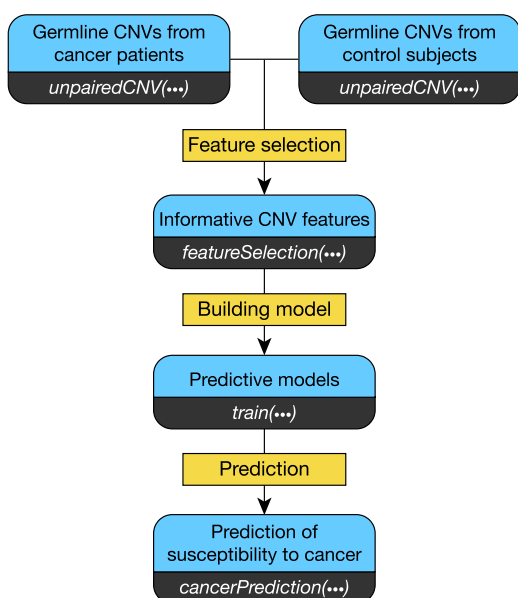 Germline CNVs from
cancer patients
unpairedCNV(•••)
Germline CNVs from
control subjects
unpairedCNV(•••)
Feature selection
Informative CNV features
featureSelection(•••)
Building model
Predictive models
train(•••)
Prediction
Prediction of
susceptibility to cancer
cancerPrediction(•••)